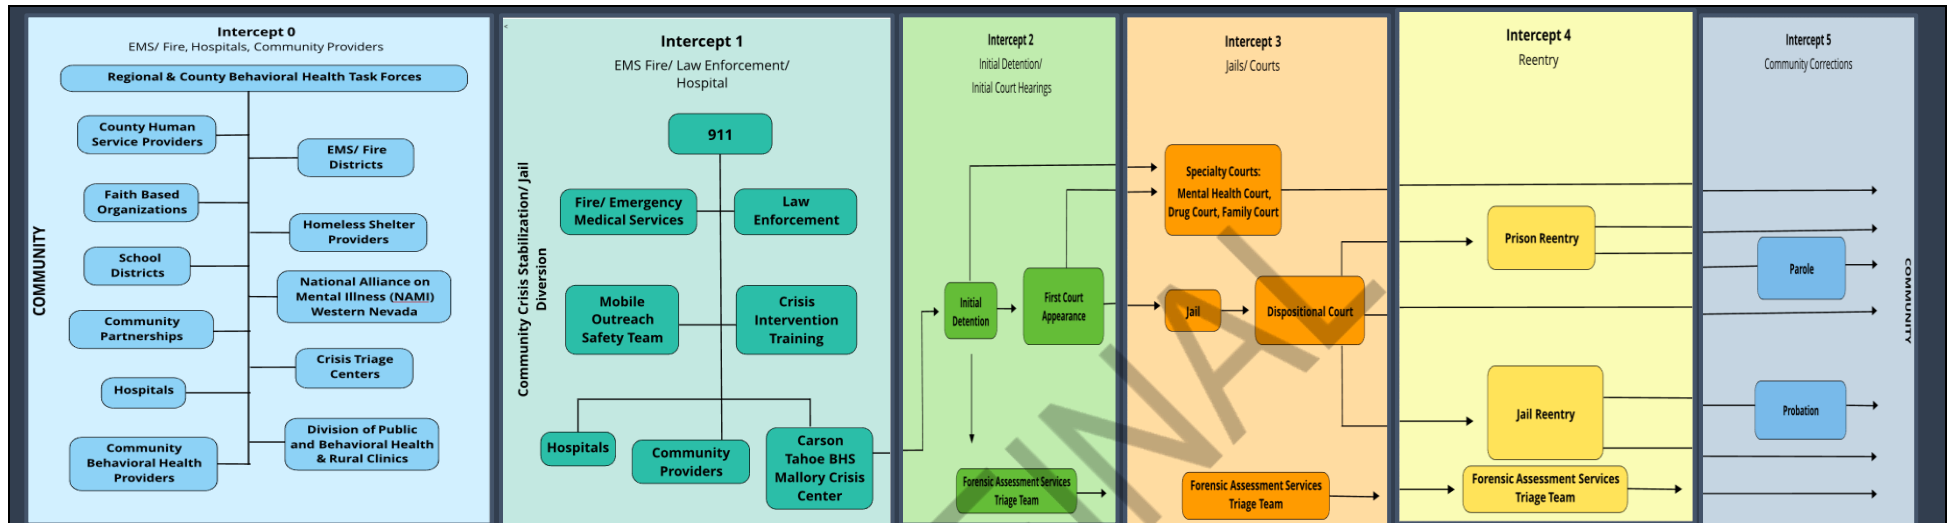 Intercept 0
EMS/ Fire, Hospitals, Community Providers
Regional & County Behavioral Health Task Forces
County Human
Service Providers
EMS/ Fire
Districts
Faith Based
Organizations
Homeless Shelter
Providers
School
Districts
National Alliance on
Mental Illness (NAMI)
Western Nevada
Community
Partnerships
Crisis Triage
Centers
Hospitals
Division of Public
and Behavioral Health
& Rural Clinics
Community
Behavioral Health
Providers
COMMUNITY
<
Intercept 1
EMS Fire/ Law Enforcement/
Hospital
Community Crisis Stabilization/ Jail
Diversion
911
Fire/ Emergency
Medical Services
Law
Enforcement
Mobile
Outreach
Safety Team
Crisis
Intervention
Training
Hospitals
Community
Providers
Carson
Tahoe BHS
Mallory Crisis
Center
Intercept 2
Initial Detention/
Initial Court Hearings
Initial
Detention
First Court
Appearance
Forensic Assessment Services
Triage Team
Intercept 3
Jails/ Courts
Specialty Courts:
Mental Health Court,
Drug Court, Family Court
Jail
Dispositional Court
Forensic Assessment Services
Triage Team
Intercept 4
Reentry
Prison Reentry
Jail Reentry
Forensic Assessment Services
Triage Team
Intercept 5
Community Corrections
Parole
Probation
COMMUNITY
INAL